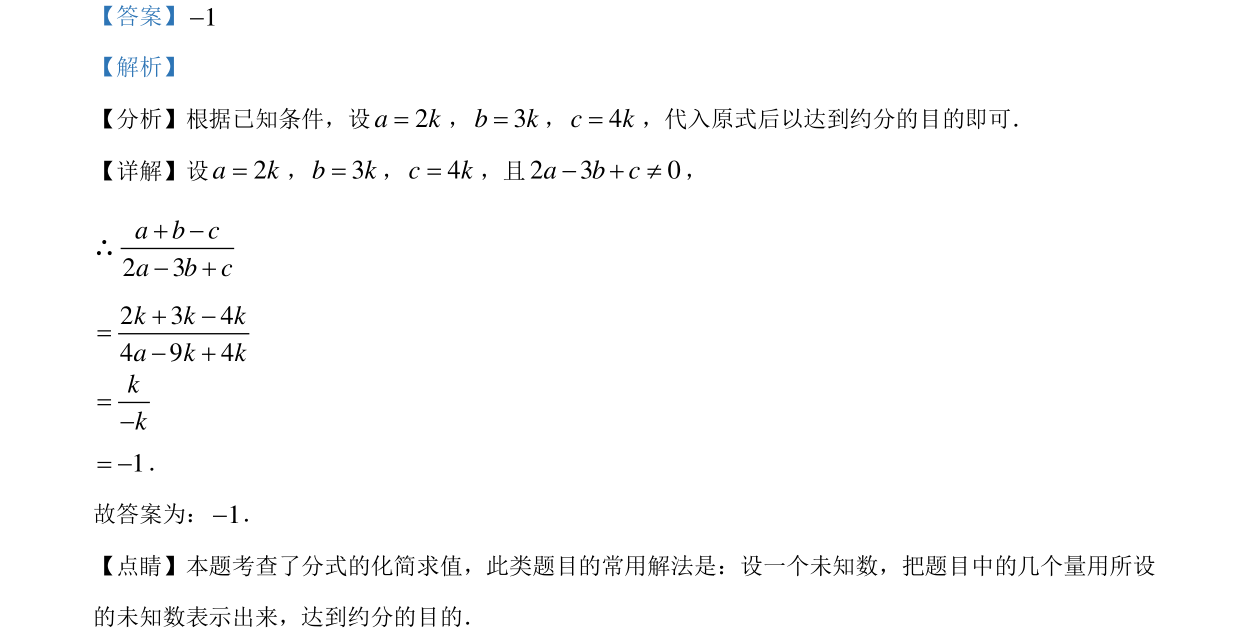 【答案】−1
【解析】
【分析】根据已知条件，设 a = 2k ，b = 3k ，c = 4k ，代入原式后以达到约分的目的即可．
【详解】设 a = 2k ，b = 3k ，c = 4k ，且 2a − 3b + c ≠ 0 ，
∴ \frac{a+b−c}{2a−3b+c}
= \frac{2k+3k−4k}{4a−9k+4k}
= \frac{k}{−k}
= −1．
故答案为：−1．
【点睛】本题考查了分式的化简求值，此类题目的常用解法是：设一个未知数，把题目中的几个量用所设
的未知数表示出来，达到约分的目的．